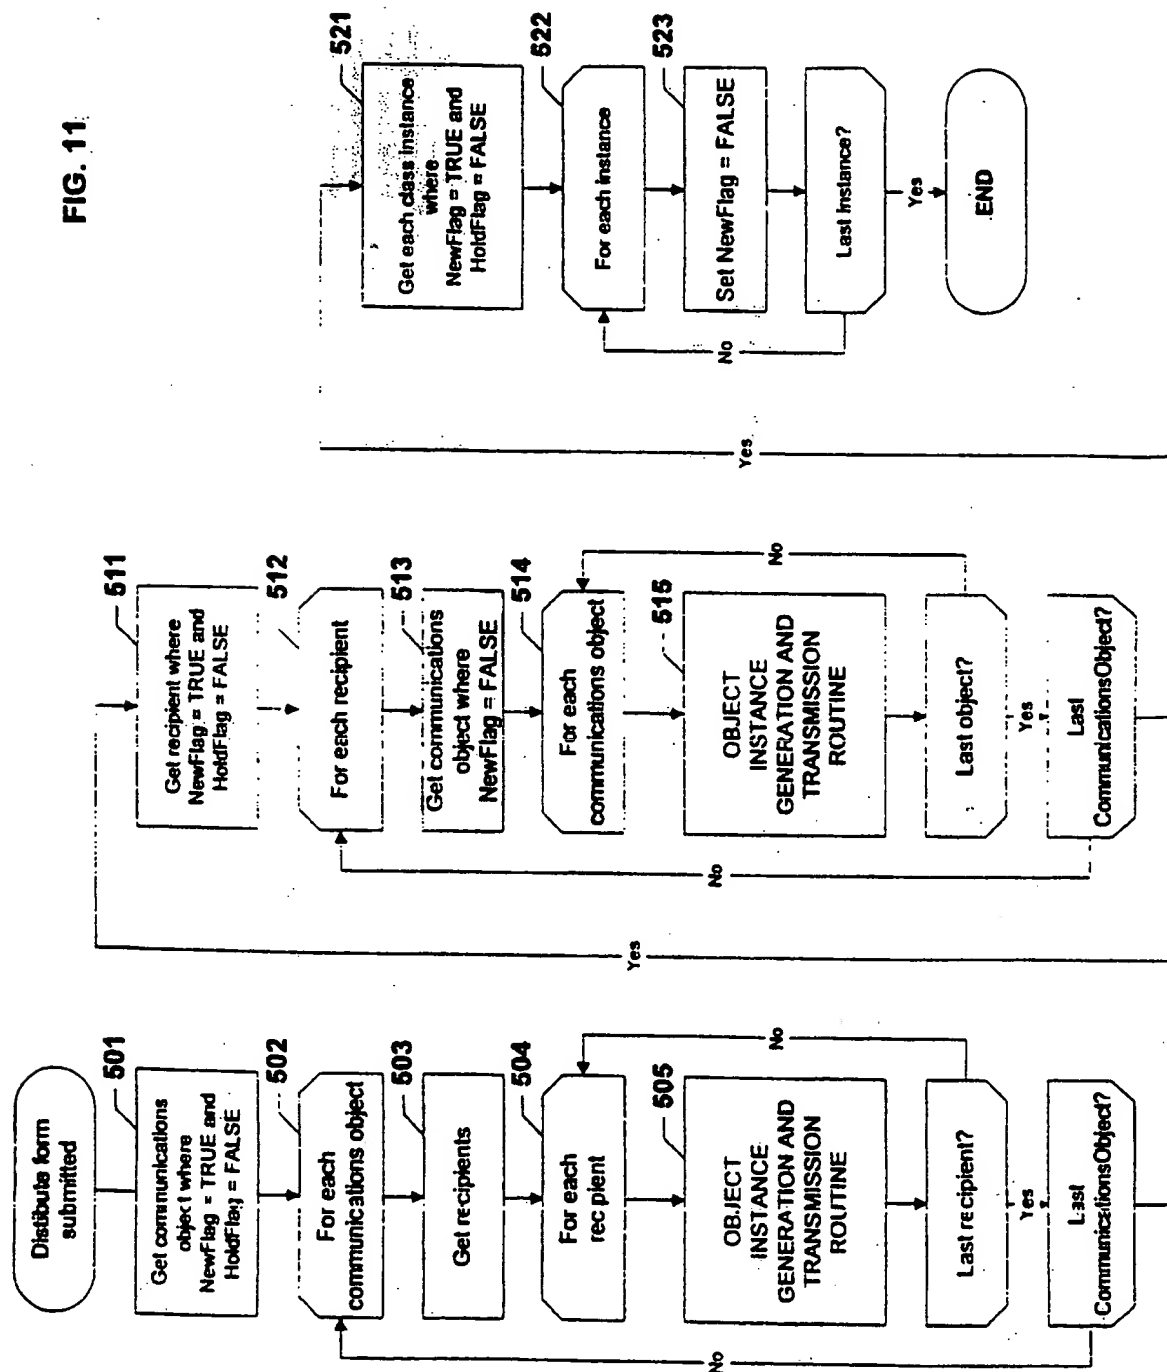 FIG. 11
Distibute form
submitted
501
Get communications
object where
NewFlag = TRUE and
HoldFlag = FALSE
502
For each
communications object
503
Get recipients
504
For each
recipient
505
OBJECT
INSTANCE
GENERATION AND
TRANSMISSION
ROUTINE
No
Last recipient?
Yes
Last
CommunicationsObject?
No
Yes
511
Get recipient where
NewFlag = TRUE and
HoldFlag = FALSE
512
For each recipient
513
Get communications
object where
NewFlag = FALSE
514
For each
communications object
515
OBJECT
INSTANCE
GENERATION AND
TRANSMISSION
ROUTINE
No
Last object?
Yes
Last
CommunicationsObject?
No
Yes
521
Get each class instance
where
NewFlag = TRUE and
HoldFlag = FALSE
522
For each instance
523
Set NewFlag = FALSE
Last Instance?
No
Yes
END